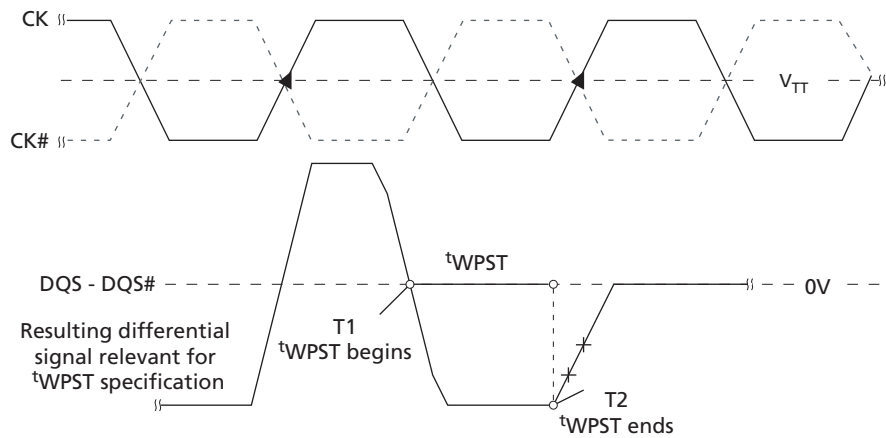 CK
V_TT
CK#
tWPST
DQS - DQS#
0V
Resulting differential
signal relevant for
tWPST specification
T1
tWPST begins
T2
tWPST ends